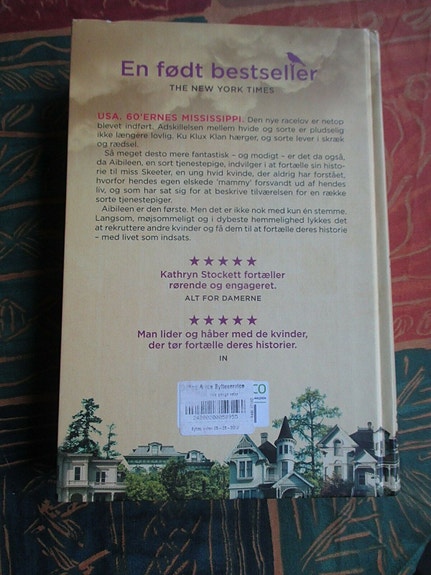 En født bestseller
THE NEW YORK TIMES
USA, 60'ERNES MISSISSIPPI. Den nye racelov er netop
blevet indført. Adskillelsen mellem hvide og sorte er pludselig
ikke længere lovlig. Ku Klux Klan hærger, og sorte lever i skræk
og rædsel.
Så meget desto mere fantastisk – og modigt – er det da også,
da Aibileen, en sort tjenestepige, indvilger i at fortælle sin histo-
rie til miss Skeeter, en ung hvid kvinde, der aldrig har forstået,
hvorfor hendes egen elskede 'mammy' forsvandt ud af hendes
liv, og som har sat sig for at beskrive tilværelsen for en række
sorte tjenestepiger.
Aibileen er den første. Men det er ikke nok med kun én stemme.
Langsomt, møjsommeligt og i dybeste hemmelighed lykkes det
at rekruttere andre kvinder og få dem til at fortælle deres historie
– med livet som indsats.
Kathryn Stockett fortæller
rørende og engageret.
ALT FOR DAMERNE
Man lider og håber med de kvinder,
der tør fortælle deres historier.
IN